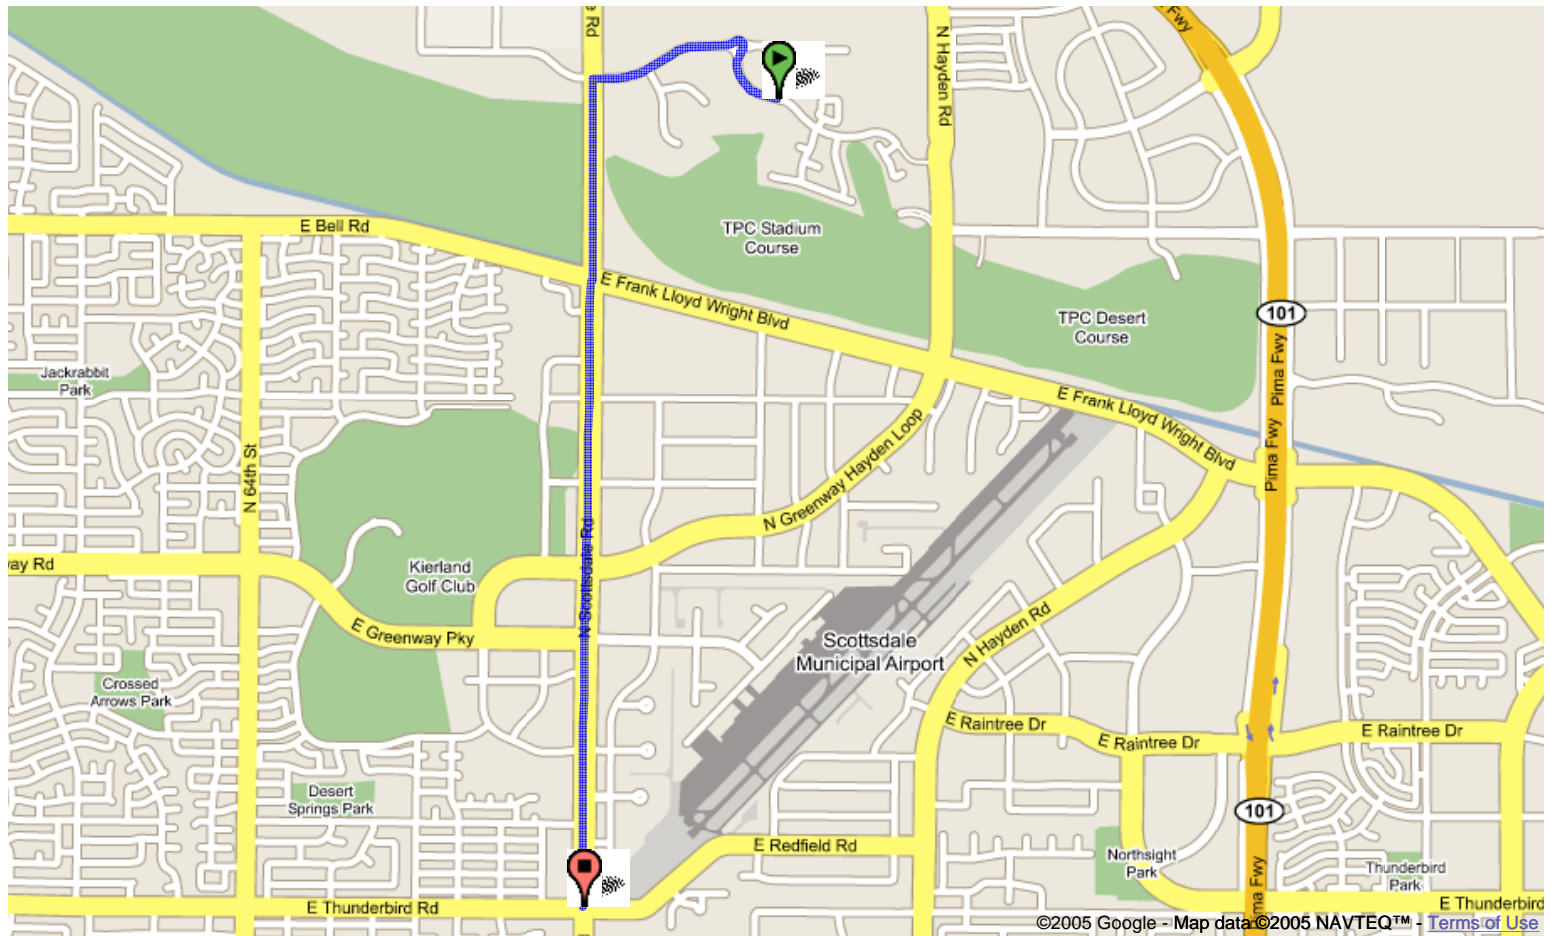 e Rd
Fwy
N Hayden Rd
E Bell Rd
TPC Stadium
Course
E Frank Lloyd Wright Blvd
TPC Desert
Course
101
Pima Fwy
Pima Fwy
Jackrabbit
Park
E Frank Lloyd Wright Blvd
N 64th St
N Greenway Hayden Loop
N Scottsdale Rd
way Rd
Kierland
Golf Club
E Greenway Pky
Scottsdale
Municipal Airport
N Hayden Rd
Crossed
Arrows Park
E Raintree Dr
E Raintree Dr
E Raintree Dr
Desert
Springs Park
101
E Redfield Rd
Northsight
Park
Thunderbird
Park
ima Fwy
E Thunderbird Rd
E Thunderbird
©2005 Google - Map data ©2005 NAVTEQ™ - Terms of Use